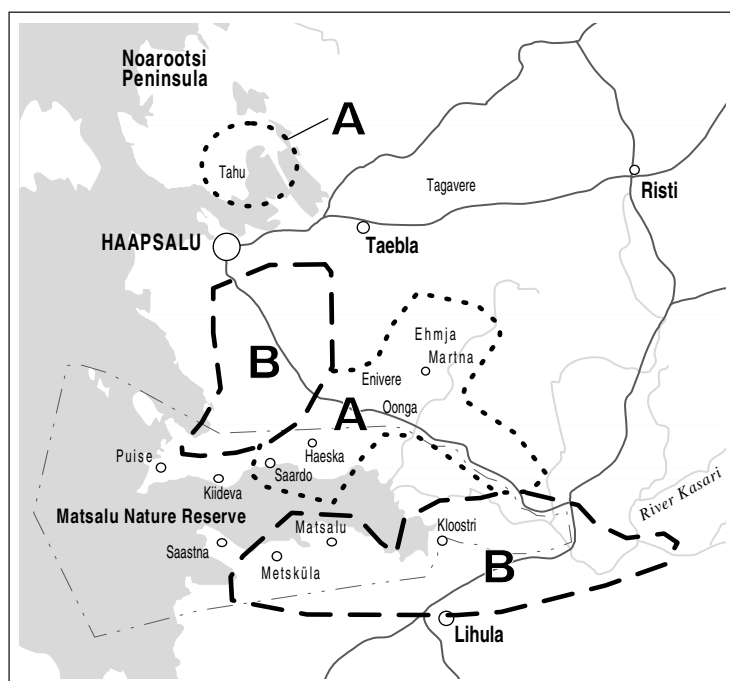 Noarootsi
Peninsula
A
Tahu
Tagavere
Risti
HAAPSALU
Taebla
Ehmja
Martna
B
Enivere
A
Oonga
Haeska
Puise
Saardo
Kiideva
River Kasari
Matsalu Nature Reserve
Matsalu
Kloostri
Saastna
Metsküla
B
Lihula